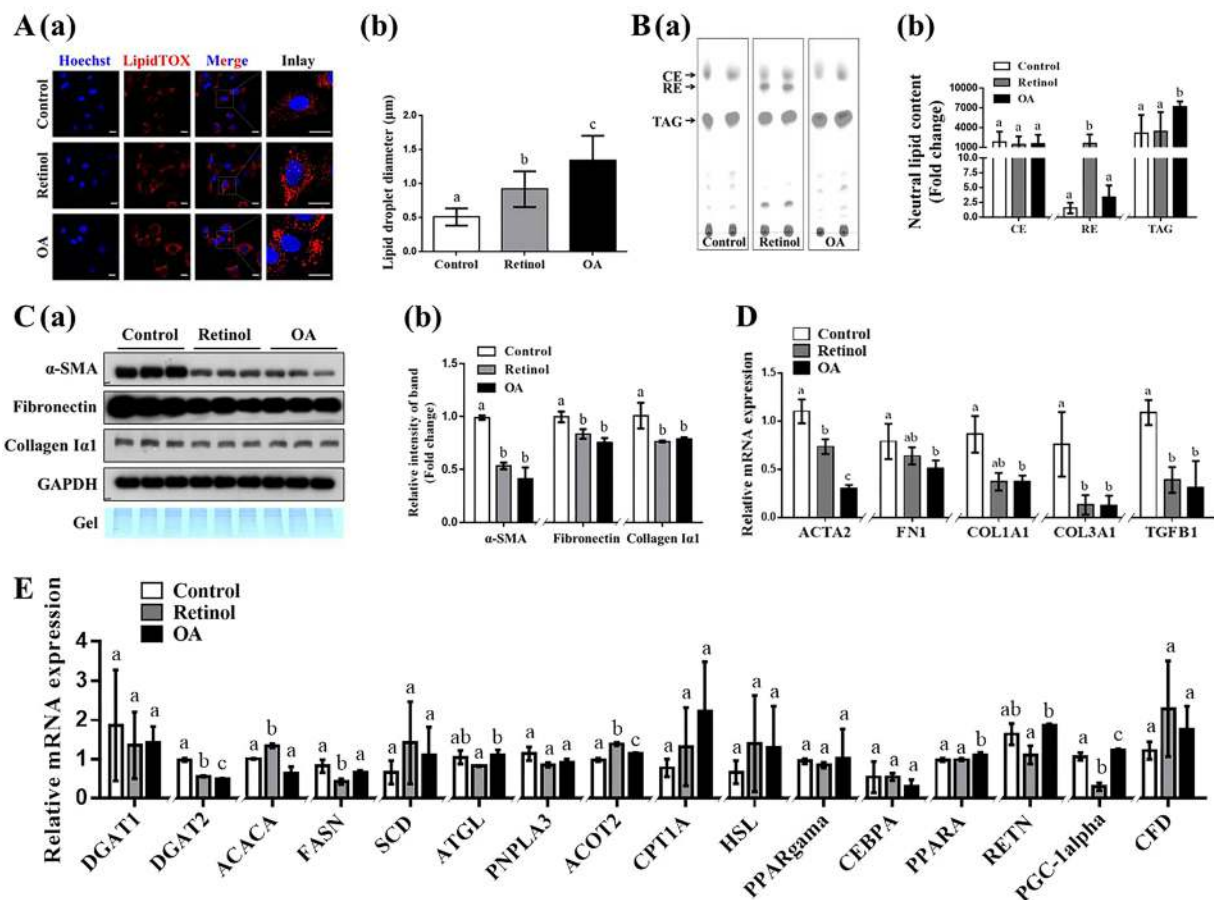 A (a)
Hoechst LipidTOX Merge Inlay
Control
Retinol
OA
(b)
Lipid droplet diameter (μm)
2.0
1.5
1.0
0.5
0.0
a b c
Control Retinol OA
B (a)
CE
RE
TAG
Control Retinol OA
(b)
Control
Retinol
OA
Neutral lipid content
(Fold change)
10000
7000
4000
1000
5.0
2.5
0.0
a a a a a a a a b
CE RE TAG
C (a)
Control Retinol OA
α-SMA
Fibronectin
Collagen Iα1
GAPDH
Gel
(b)
Control
Retinol
OA
Relative intensity of band
(Fold change)
1.5
1.0
0.5
0.0
a b b a b b a b b
α-SMA Fibronectin Collagen Iα1
D
Control
Retinol
OA
Relative mRNA expression
1.5
1.0
0.5
0.0
a b c a ab b a ab b a b b a b b
ACTA2 FN1 COL1A1 COL3A1 TGFB1
E
Control
Retinol
OA
Relative mRNA expression
4
3
2
1
0
a a a a b c a b a a b a a a a ab a b a a a a b c a a a a a a a a a a a a a a a ab a b a b c a a a
DGAT1 DGAT2 ACACA FASN SCD ATGL PNPLA3 ACOT2 CPT1A HSL PPARgama CEBPA PPARA RETN PGC-1alpha CFD